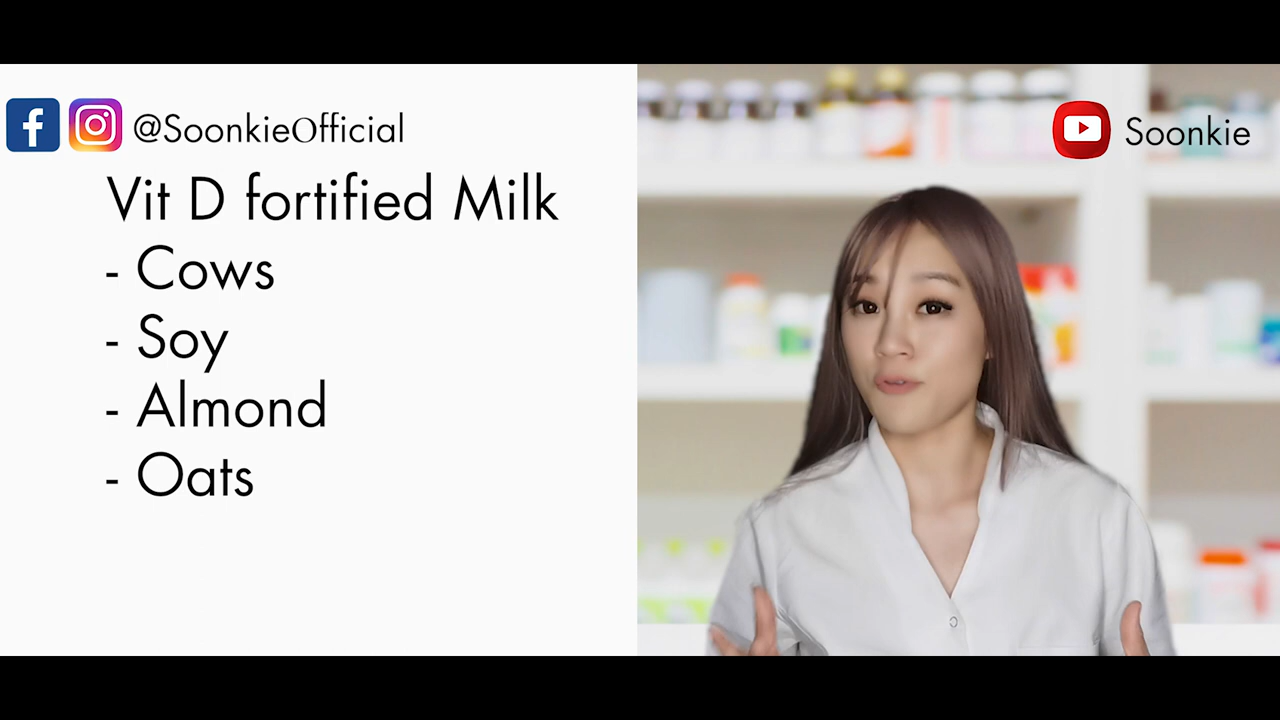 @SoonkieOfficial
Soonkie
Vit D fortified Milk
- Cows
- Soy
- Almond
- Oats